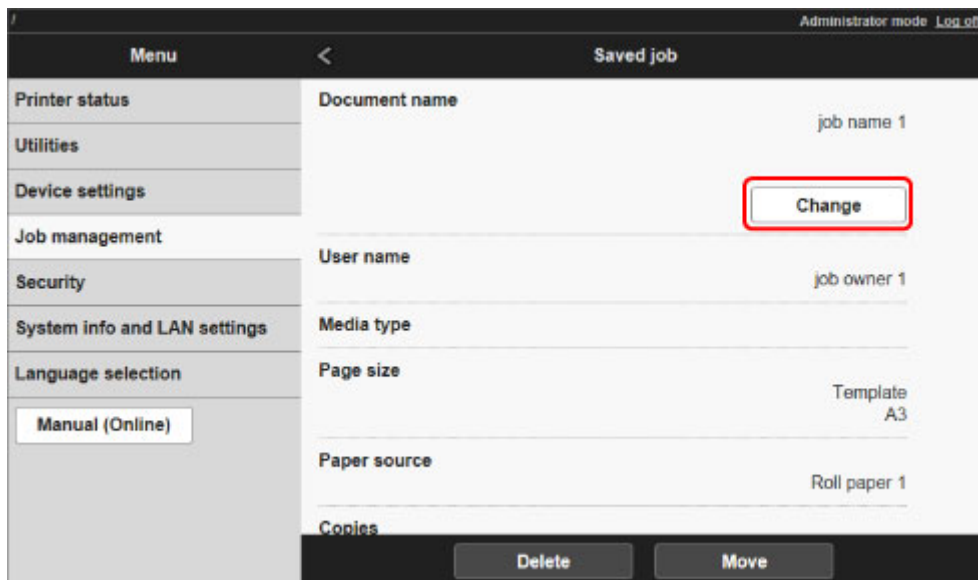 /
Administrator mode Log off
Menu
< Saved job
Printer status
Utilities
Device settings
Job management
Security
System info and LAN settings
Language selection
Manual (Online)
Document name
job name 1
Change
User name
job owner 1
Media type
Page size
Template
A3
Paper source
Roll paper 1
Copies
Delete Move